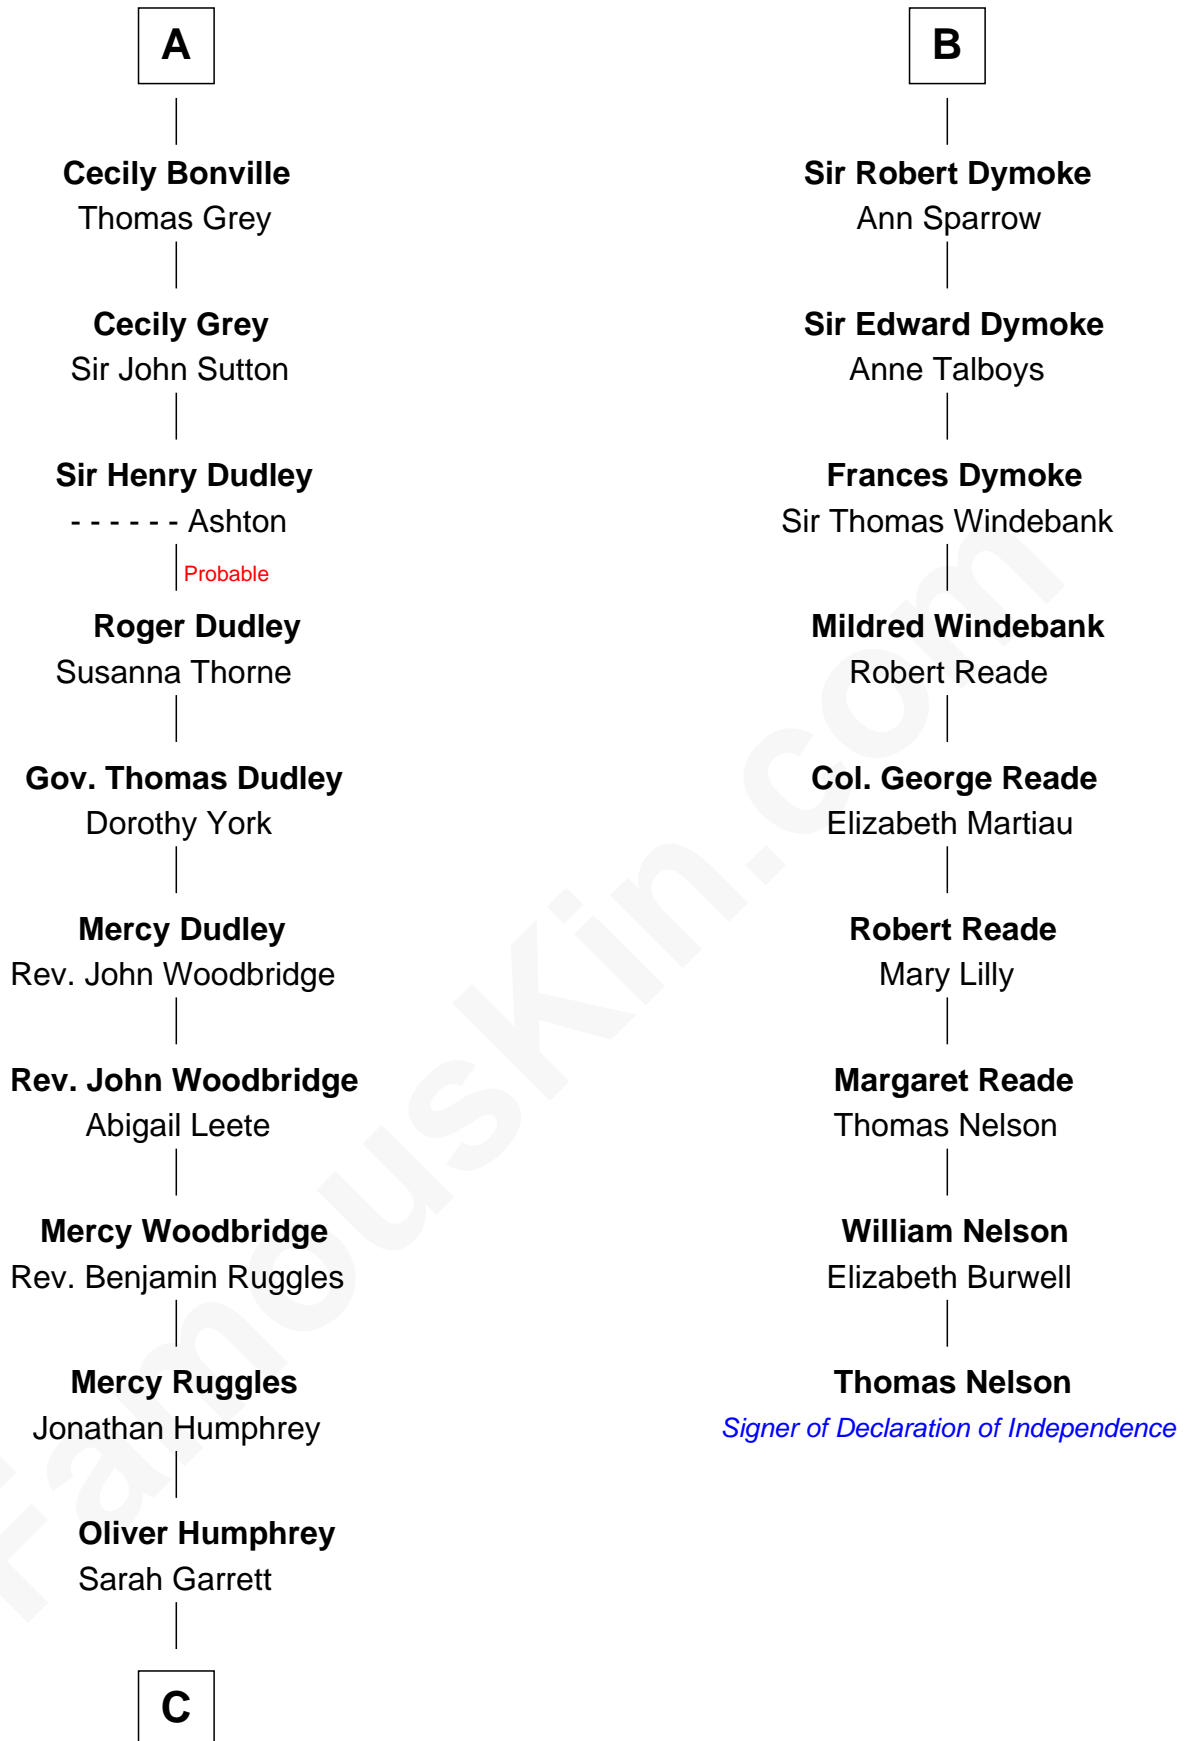 A
Cecily Bonville
Thomas Grey
Cecily Grey
Sir John Sutton
Sir Henry Dudley
- - - - - - Ashton
Probable
Roger Dudley
Susanna Thorne
Gov. Thomas Dudley
Dorothy York
Mercy Dudley
Rev. John Woodbridge
Rev. John Woodbridge
Abigail Leete
Mercy Woodbridge
Rev. Benjamin Ruggles
Mercy Ruggles
Jonathan Humphrey
Oliver Humphrey
Sarah Garrett
C
B
Sir Robert Dymoke
Ann Sparrow
Sir Edward Dymoke
Anne Talboys
Frances Dymoke
Sir Thomas Windebank
Mildred Windebank
Robert Reade
Col. George Reade
Elizabeth Martiau
Robert Reade
Mary Lilly
Margaret Reade
Thomas Nelson
William Nelson
Elizabeth Burwell
Thomas Nelson
Signer of Declaration of Independence
FamousKin.com